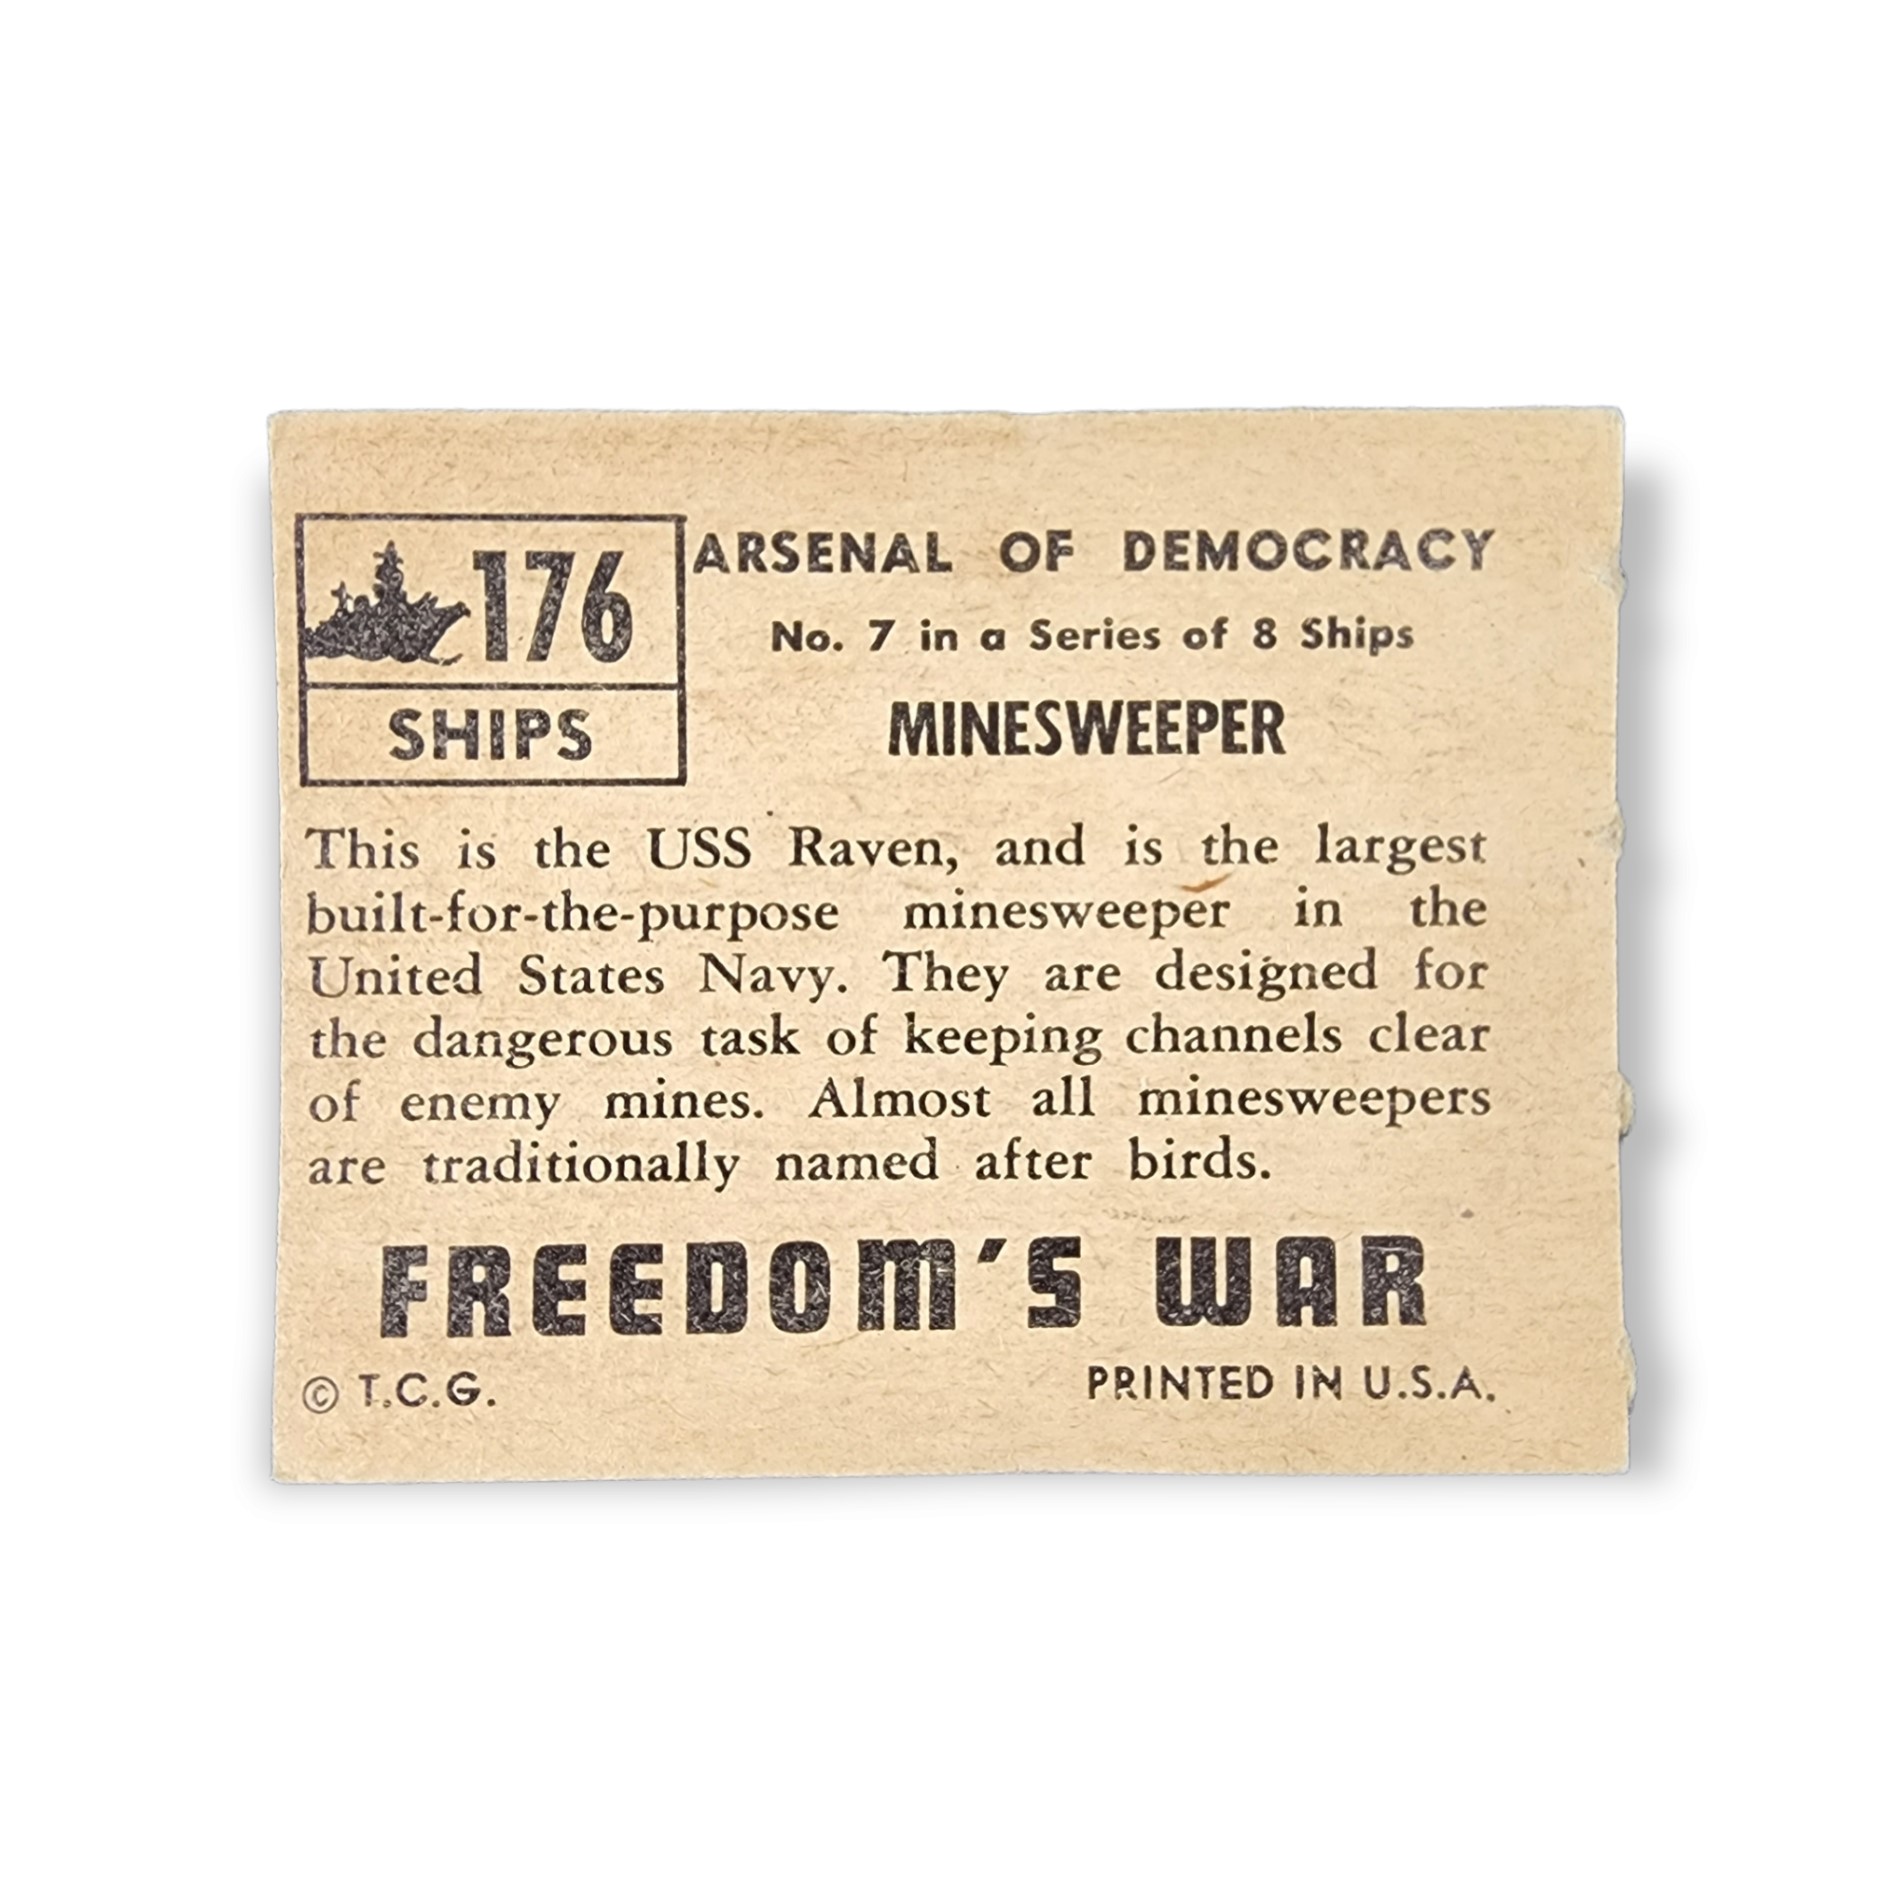 176
SHIPS
ARSENAL OF DEMOCRACY
No. 7 in a Series of 8 Ships
MINESWEEPER
This is the USS Raven, and is the largest
built-for-the-purpose minesweeper in the
United States Navy. They are designed for
the dangerous task of keeping channels clear
of enemy mines. Almost all minesweepers
are traditionally named after birds.
FREEDOM'S WAR
© T.C.G.
PRINTED IN U.S.A.